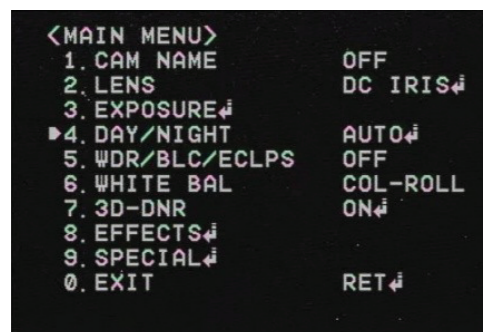 <MAIN MENU>
1. CAM NAME OFF
2. LENS DC IRIS↲
3. EXPOSURE↲
4. DAY/NIGHT AUTO↲
5. WDR/BLC/ECLPS OFF
6. WHITE BAL COL-ROLL
7. 3D-DNR ON↲
8. EFFECTS↲
9. SPECIAL↲
0. EXIT RET↲